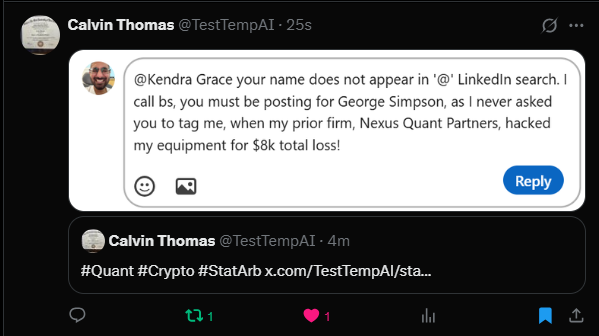 Calvin Thomas @TestTempAI · 25s
@Kendra Grace your name does not appear in '@' LinkedIn search. I
call bs, you must be posting for George Simpson, as I never asked
you to tag me, when my prior firm, Nexus Quant Partners, hacked
my equipment for $8k total loss!
Reply
Calvin Thomas @TestTempAI · 4m
#Quant #Crypto #StatArb x.com/TestTempAI/sta...
1
1